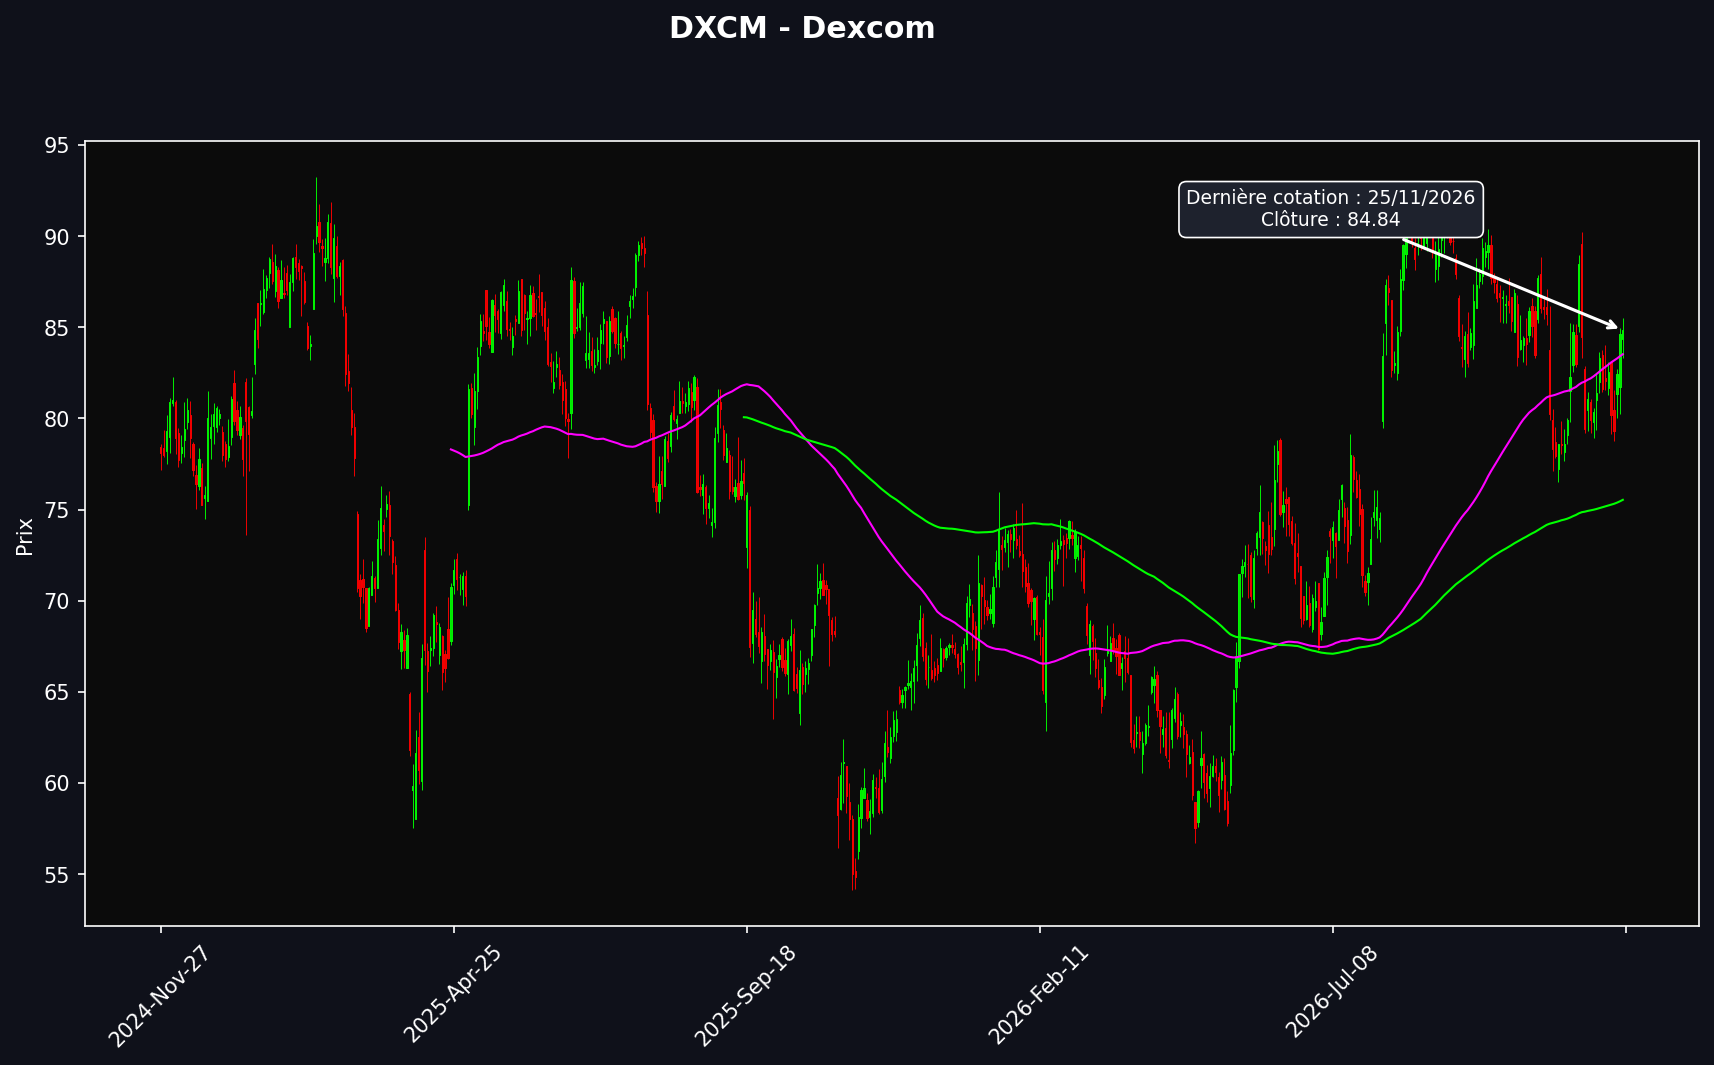 DXCM - Dexcom
95
90
85
80
75
70
65
60
55
Prix
Dernière cotation : 25/11/2026
Clôture : 84.84
2024-Nov-27
2025-Apr-25
2025-Sep-18
2026-Feb-11
2026-Jul-08